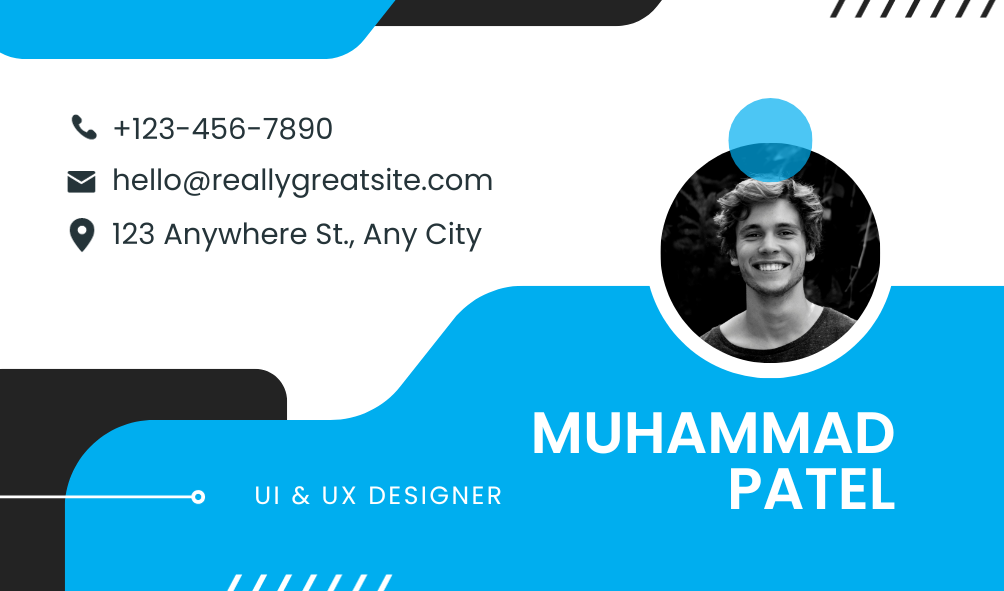 +123-456-7890
hello@reallygreatsite.com
123 Anywhere St., Any City
MUHAMMAD
PATEL
UI & UX DESIGNER